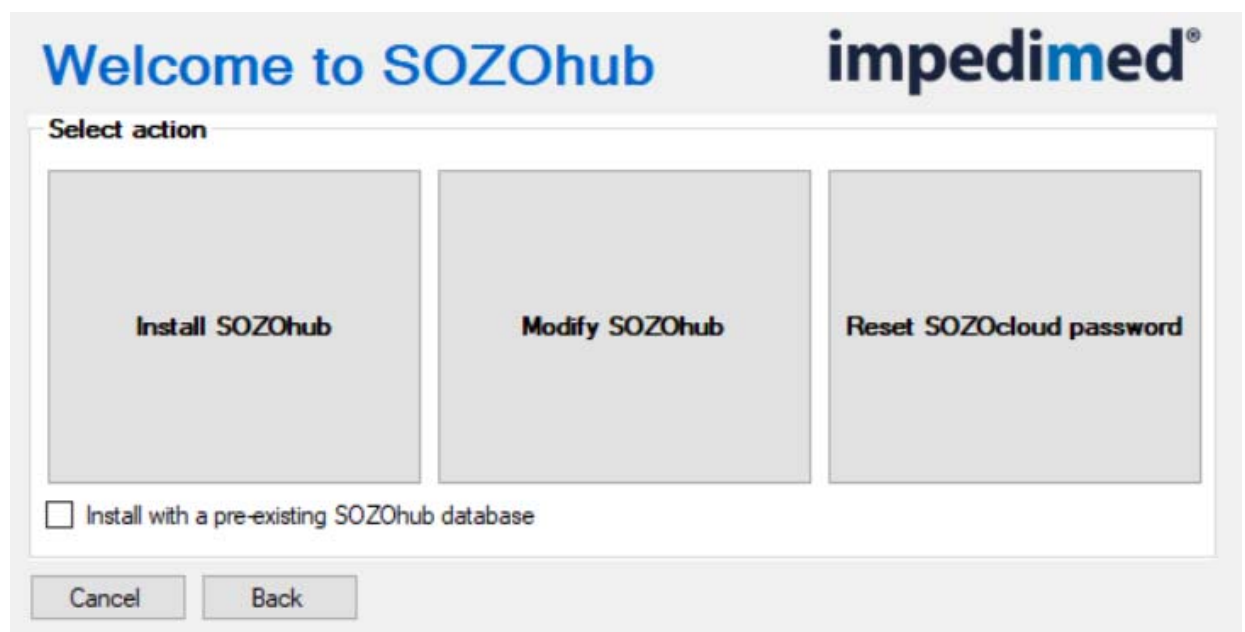 Welcome to SOZOhub
impedimed®
Select action
Install SOZOhub
Modify SOZOhub
Reset SOZOcloud password
Install with a pre-existing SOZOhub database
Cancel
Back